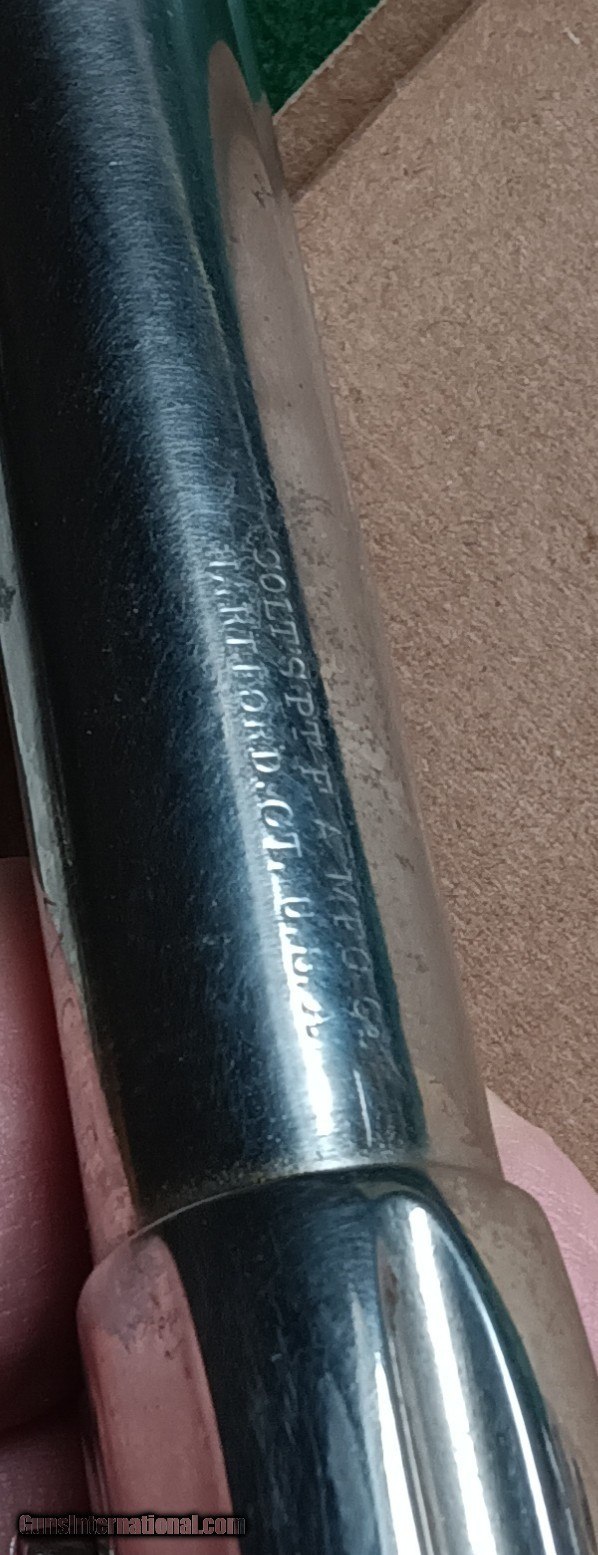 COLT'S PT. F. A. MFG. Co.
HARTFORD, CT. U.S.A.
GunsInternational.com